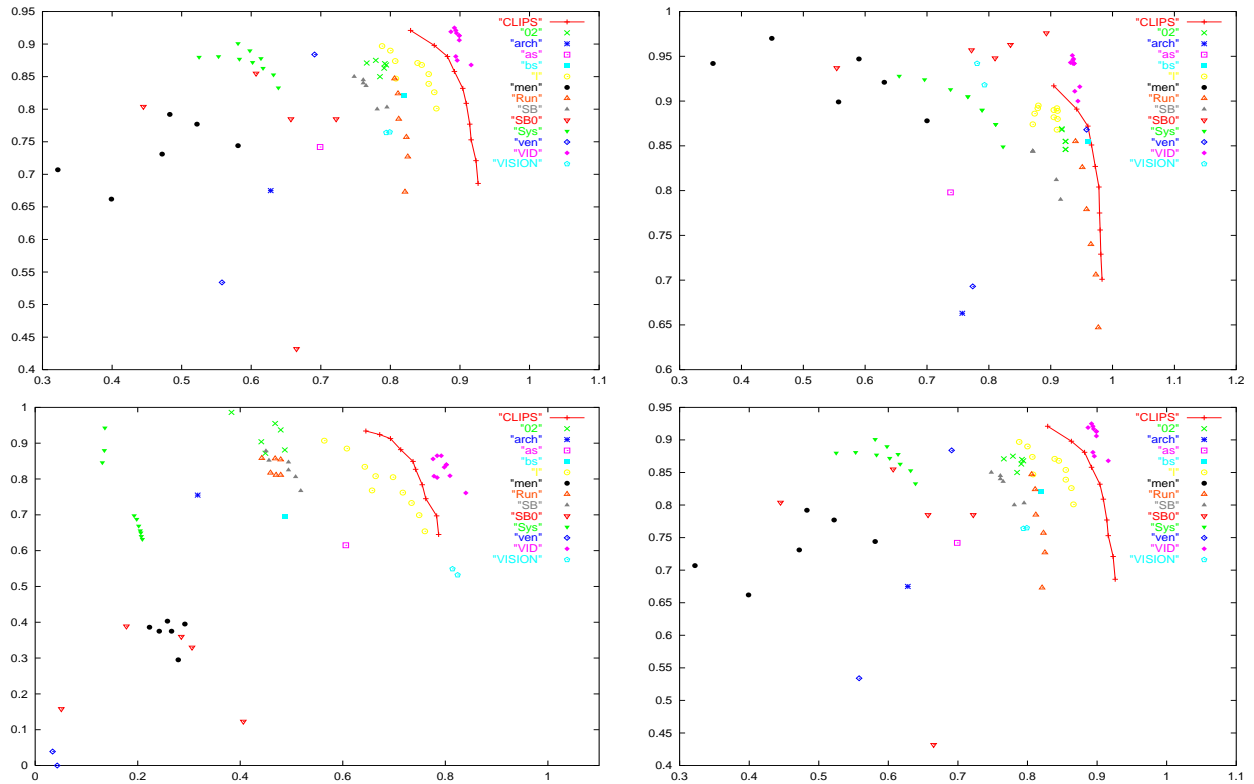 0.95
0.9
0.85
0.8
0.75
0.7
0.65
0.6
0.55
0.5
0.45
0.4
0.3 0.4 0.5 0.6 0.7 0.8 0.9 1 1.1
"CLIPS"
"02"
"arch"
"as"
"bs"
"l"
"men"
"Run"
"SB"
"SB0"
"Sys"
"ven"
"VID"
"VISION"
1
0.95
0.9
0.85
0.8
0.75
0.7
0.65
0.6
0.3 0.4 0.5 0.6 0.7 0.8 0.9 1 1.1 1.2
"CLIPS"
"02"
"arch"
"as"
"bs"
"l"
"men"
"Run"
"SB"
"SB0"
"Sys"
"ven"
"VID"
"VISION"
1
0.9
0.8
0.7
0.6
0.5
0.4
0.3
0.2
0.1
0
0 0.2 0.4 0.6 0.8 1
"CLIPS"
"02"
"arch"
"as"
"bs"
"l"
"men"
"Run"
"SB"
"SB0"
"Sys"
"ven"
"VID"
"VISION"
0.95
0.9
0.85
0.8
0.75
0.7
0.65
0.6
0.55
0.5
0.45
0.4
0.3 0.4 0.5 0.6 0.7 0.8 0.9 1 1.1
"CLIPS"
"02"
"arch"
"as"
"bs"
"l"
"men"
"Run"
"SB"
"SB0"
"Sys"
"ven"
"VID"
"VISION"